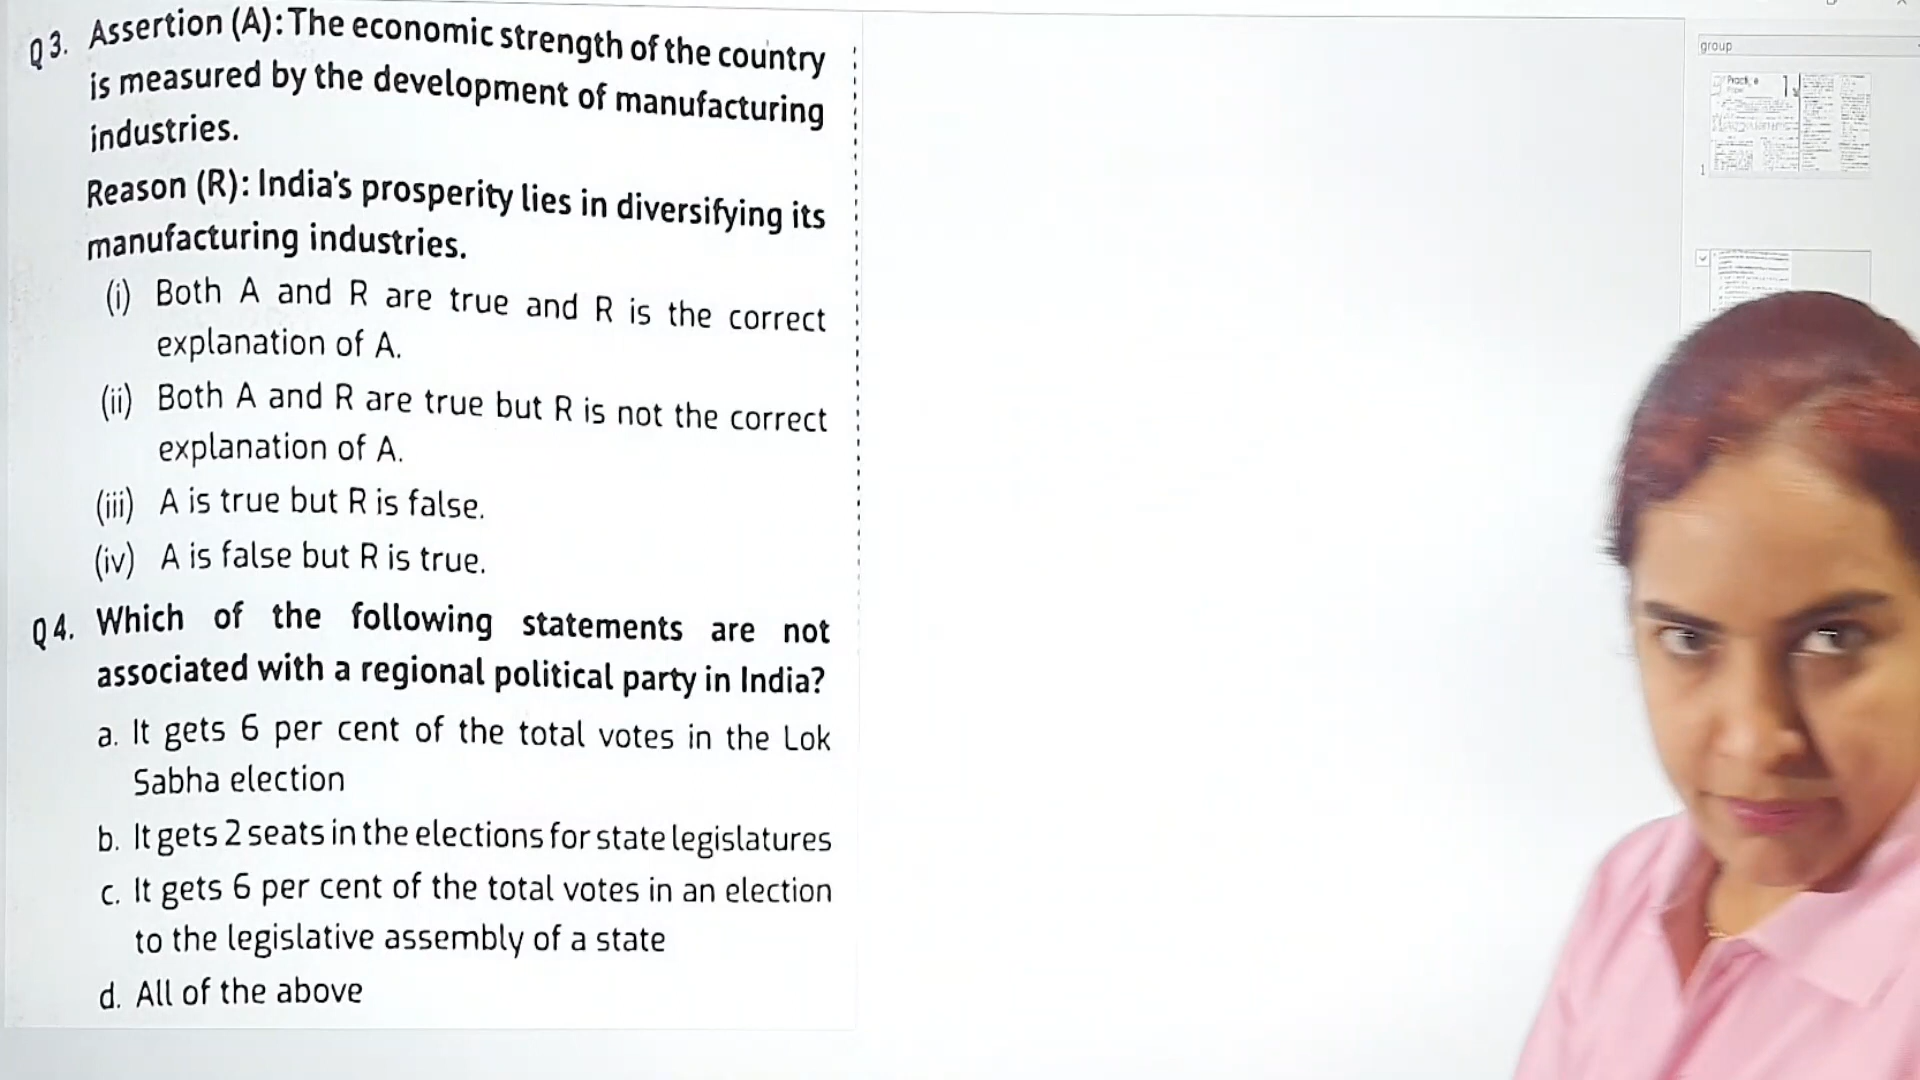 Q 3. Assertion (A): The economic strength of the country
is measured by the development of manufacturing
industries.
Reason (R): India's prosperity lies in diversifying its
manufacturing industries.
(i) Both A and R are true and R is the correct
explanation of A.
(ii) Both A and R are true but R is not the correct
explanation of A.
(iii) A is true but R is false.
(iv) A is false but R is true.
Q 4. Which of the following statements are not
associated with a regional political party in India?
a. It gets 6 per cent of the total votes in the Lok
Sabha election
b. It gets 2 seats in the elections for state legislatures
c. It gets 6 per cent of the total votes in an election
to the legislative assembly of a state
d. All of the above
group
1